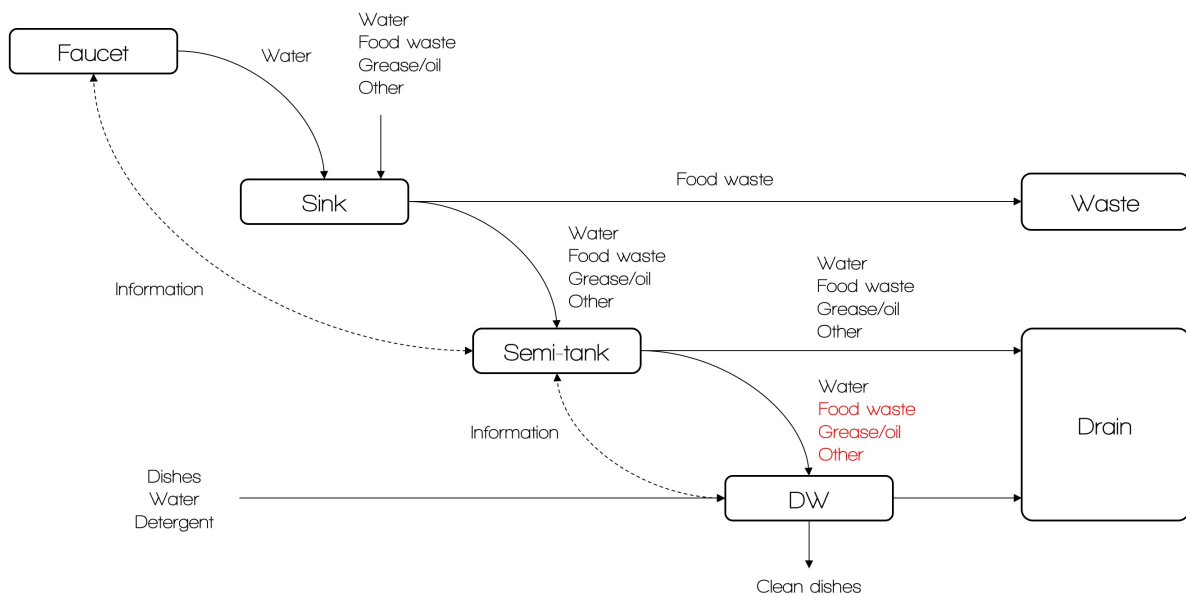 Faucet
Water
Water
Food waste
Grease/oil
Other
Sink
Food waste
Waste
Information
Water
Food waste
Grease/oil
Other
Water
Food waste
Grease/oil
Other
Semi-tank
Information
Water
Food waste
Grease/oil
Other
Drain
Dishes
Water
Detergent
DW
Clean dishes